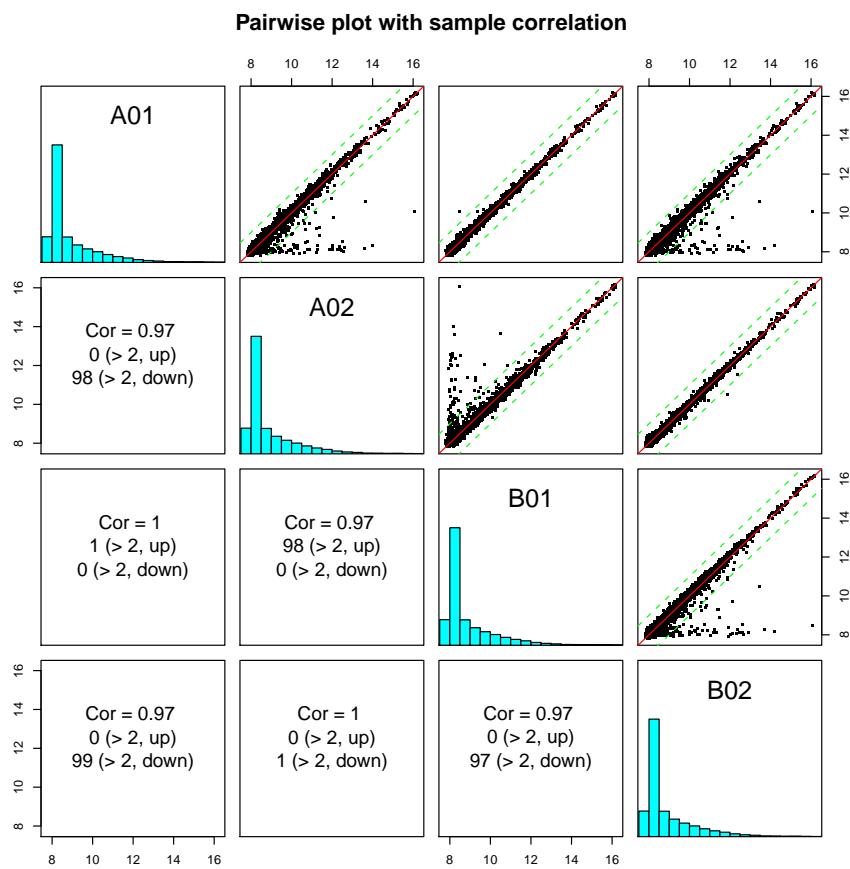 Pairwise plot with sample correlation
8 10 12 14 16
8 10 12 14 16
A01
8 10 12 14 16
8 10 12 14 16
A02
Cor = 0.97
0 (> 2, up)
98 (> 2, down)
B01
8 10 12 14 16
Cor = 1
1 (> 2, up)
0 (> 2, down)
Cor = 0.97
98 (> 2, up)
0 (> 2, down)
8 10 12 14 16
B02
Cor = 0.97
0 (> 2, up)
99 (> 2, down)
Cor = 1
0 (> 2, up)
1 (> 2, down)
Cor = 0.97
0 (> 2, up)
97 (> 2, down)
8 10 12 14 16
8 10 12 14 16